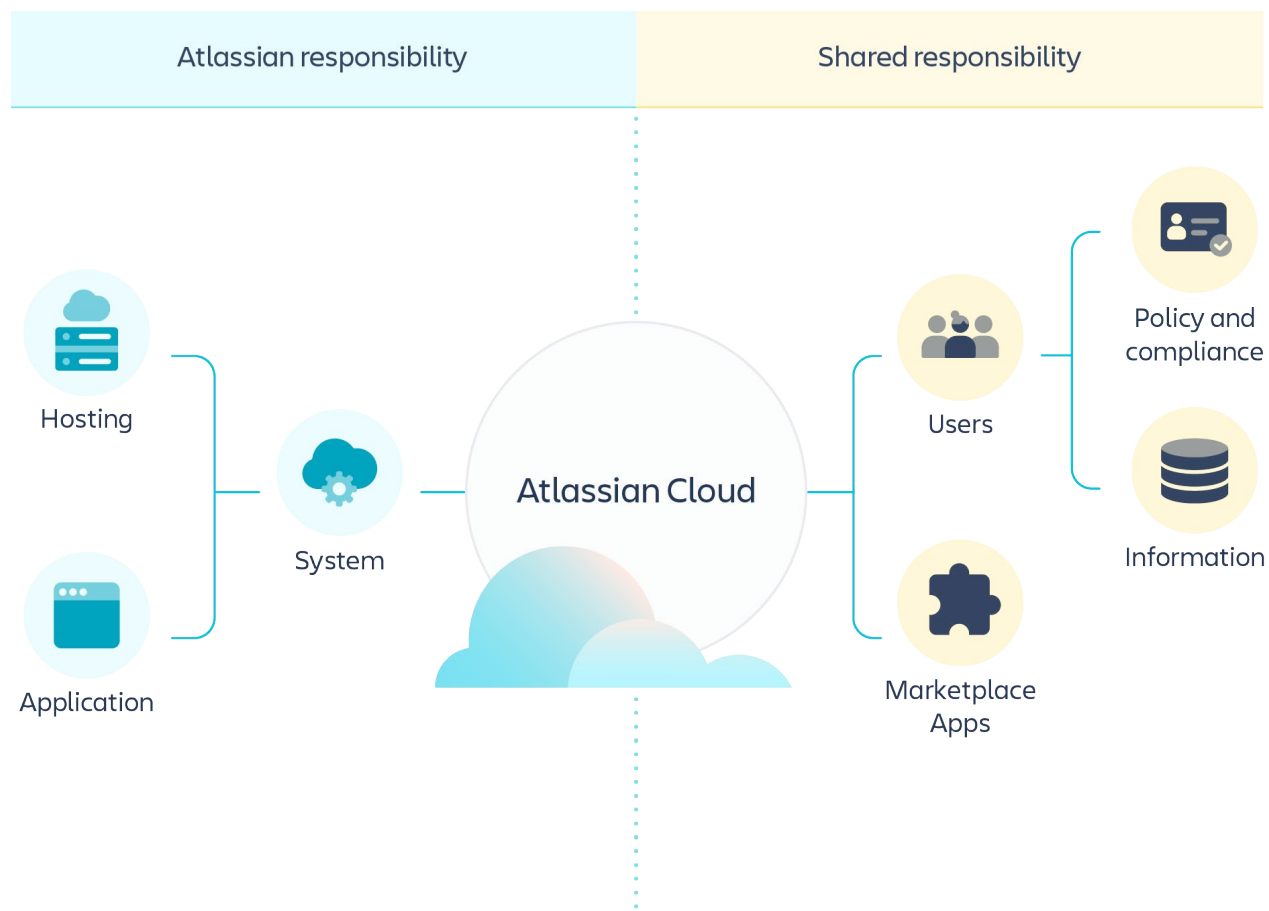 Atlassian responsibility
Shared responsibility
Policy and
compliance
Hosting
Users
Atlassian Cloud
System
Information
Application
Marketplace
Apps